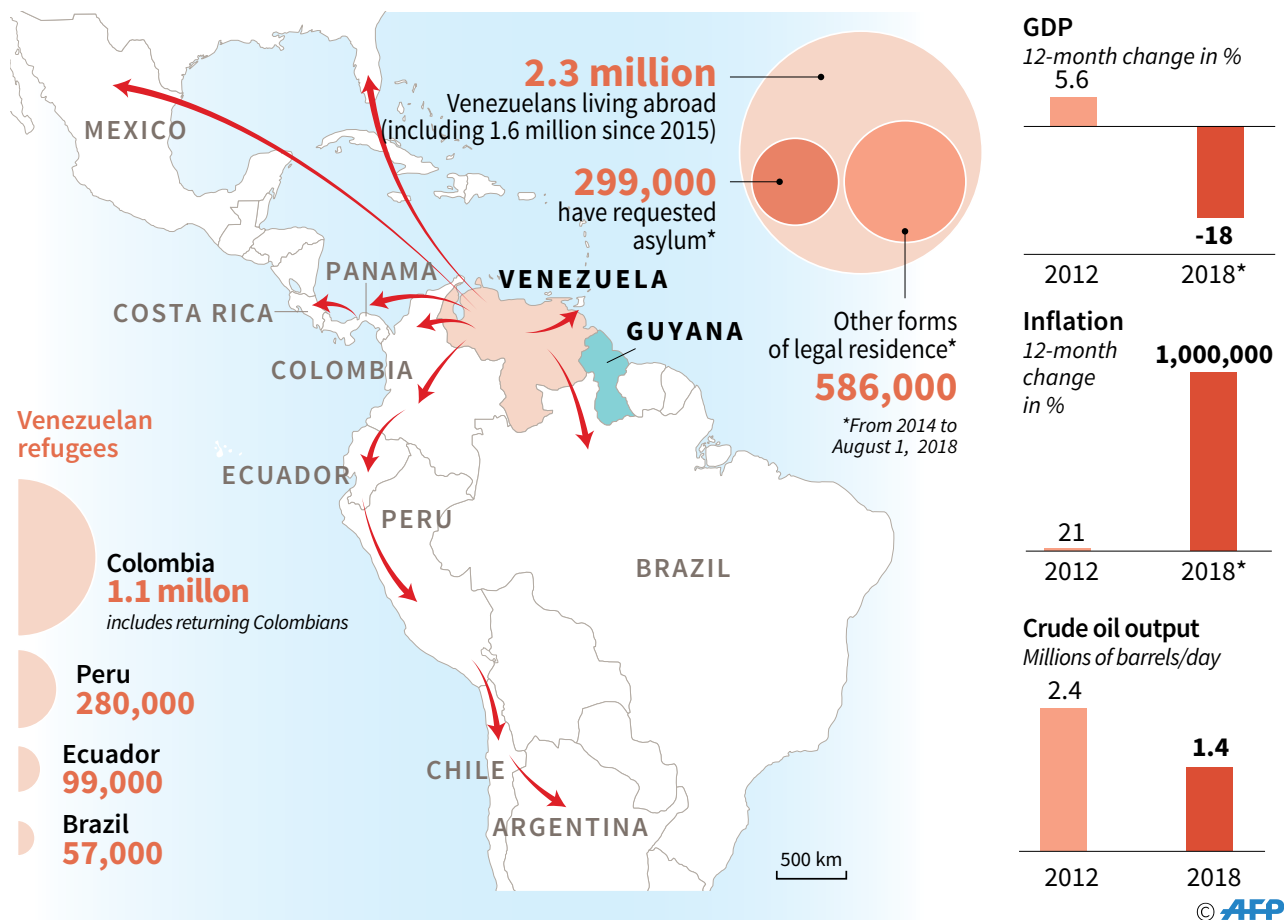 2.3 million
Venezuelans living abroad
(including 1.6 million since 2015)
299,000
have requested
asylum*
Other forms
of legal residence*
586,000
*From 2014 to
August 1, 2018
MEXICO
PANAMA
COSTA RICA
VENEZUELA
GUYANA
COLOMBIA
ECUADOR
PERU
BRAZIL
CHILE
ARGENTINA
500 km
Venezuelan
refugees
Colombia
1.1 millon
includes returning Colombians
Peru
280,000
Ecuador
99,000
Brazil
57,000
GDP
12-month change in %
5.6
-18
2012 2018*
Inflation
12-month
change
in %
1,000,000
21
2012 2018*
Crude oil output
Millions of barrels/day
2.4
1.4
2012 2018
© AFP